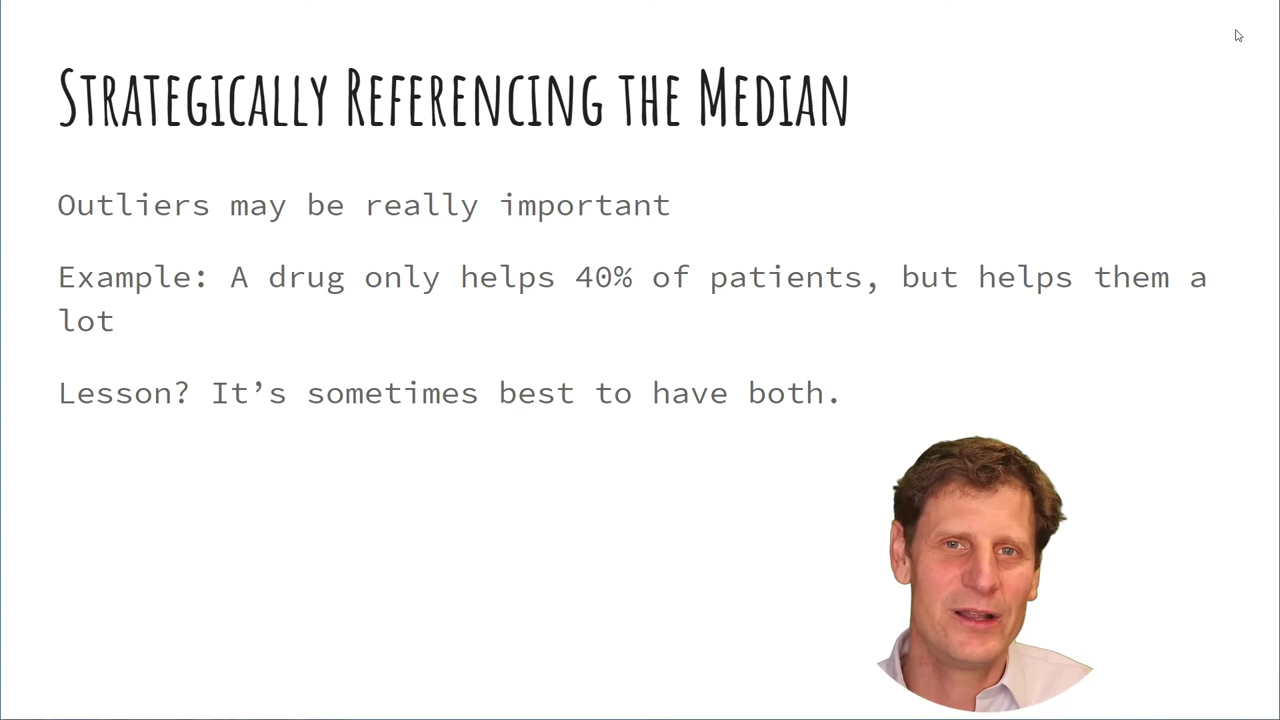 Strategically Referencing the Median
Outliers may be really important
Example: A drug only helps 40% of patients, but helps them a
lot
Lesson? It’s sometimes best to have both.